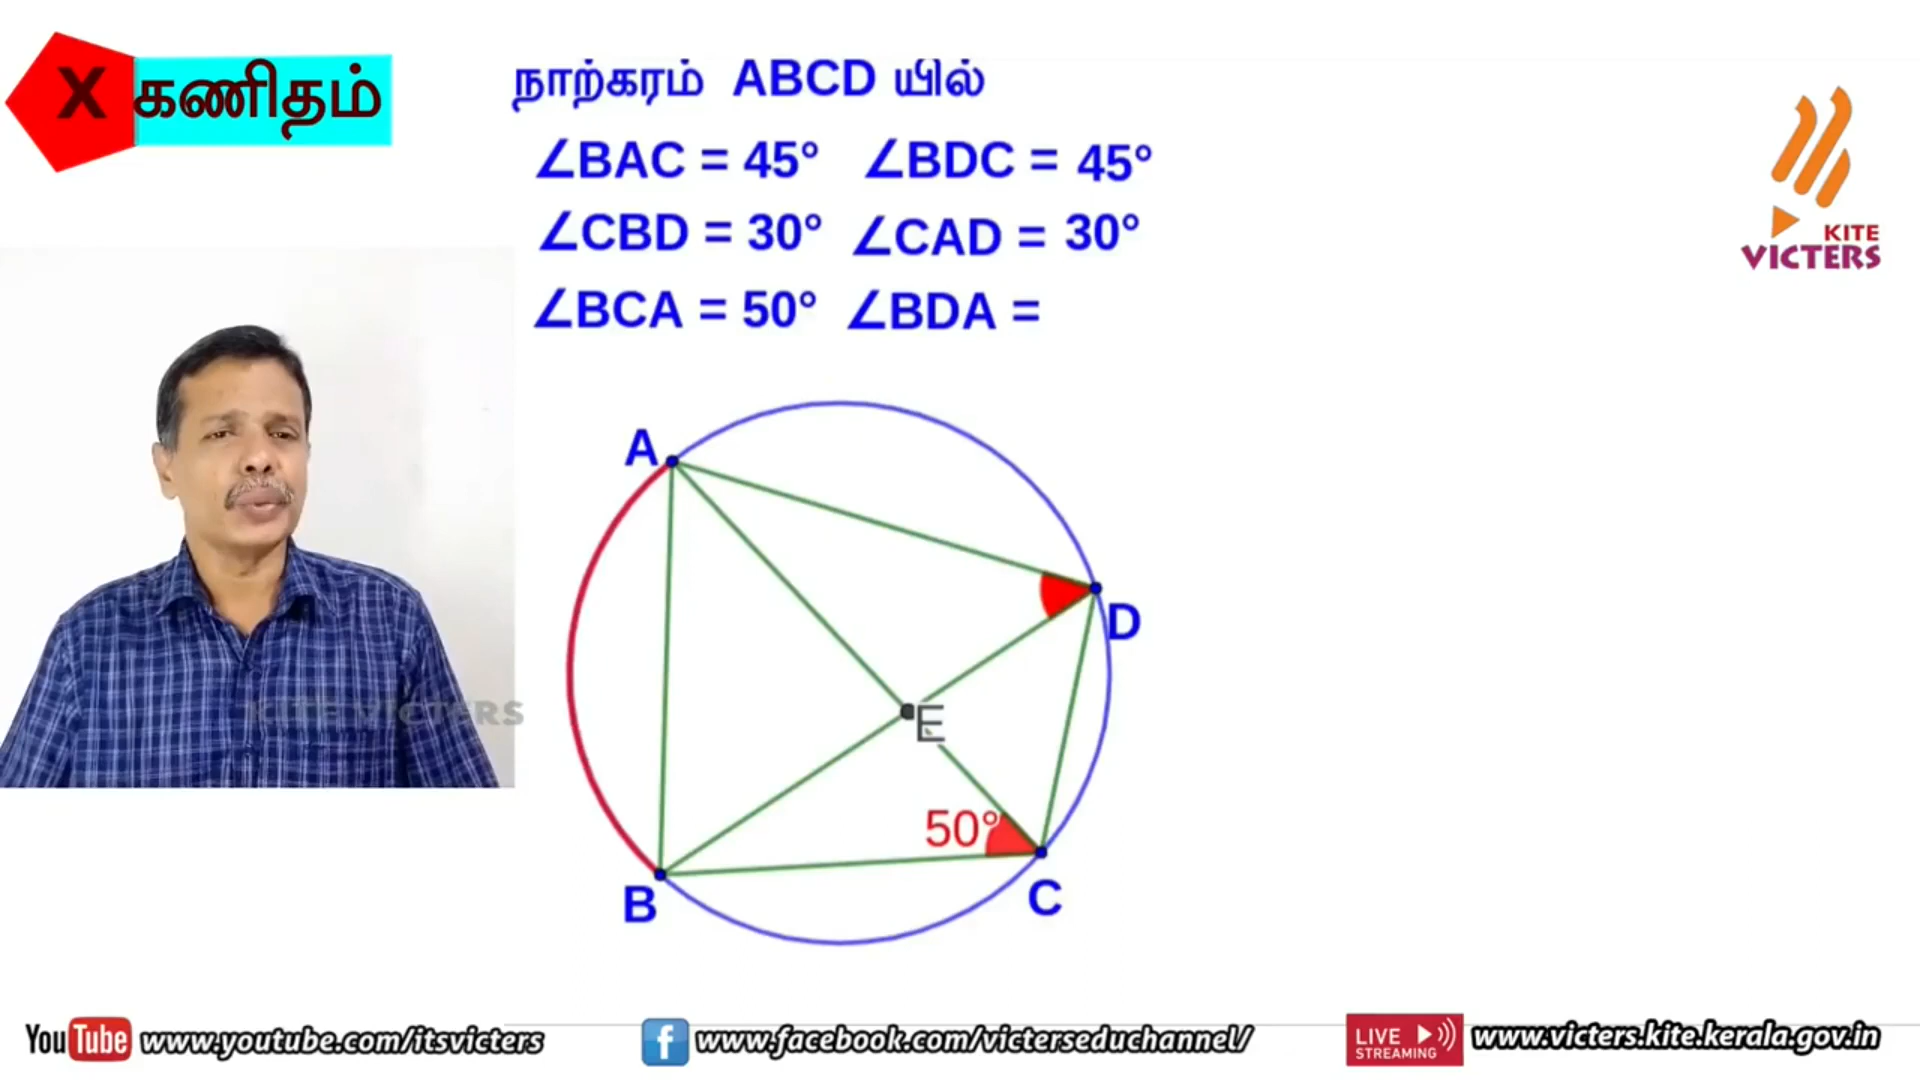 X கணிதம்
நாற்கரம் ABCD யில்
∠BAC = 45° ∠BDC = 45°
∠CBD = 30° ∠CAD = 30°
∠BCA = 50° ∠BDA =
KITE
VICTERS
A
D
E
50°
B
C
KITE VICTERS
YouTube www.youtube.com/itsvicters
f www.facebook.com/victerseduchannel/
LIVE STREAMING www.victers.kite.kerala.gov.in